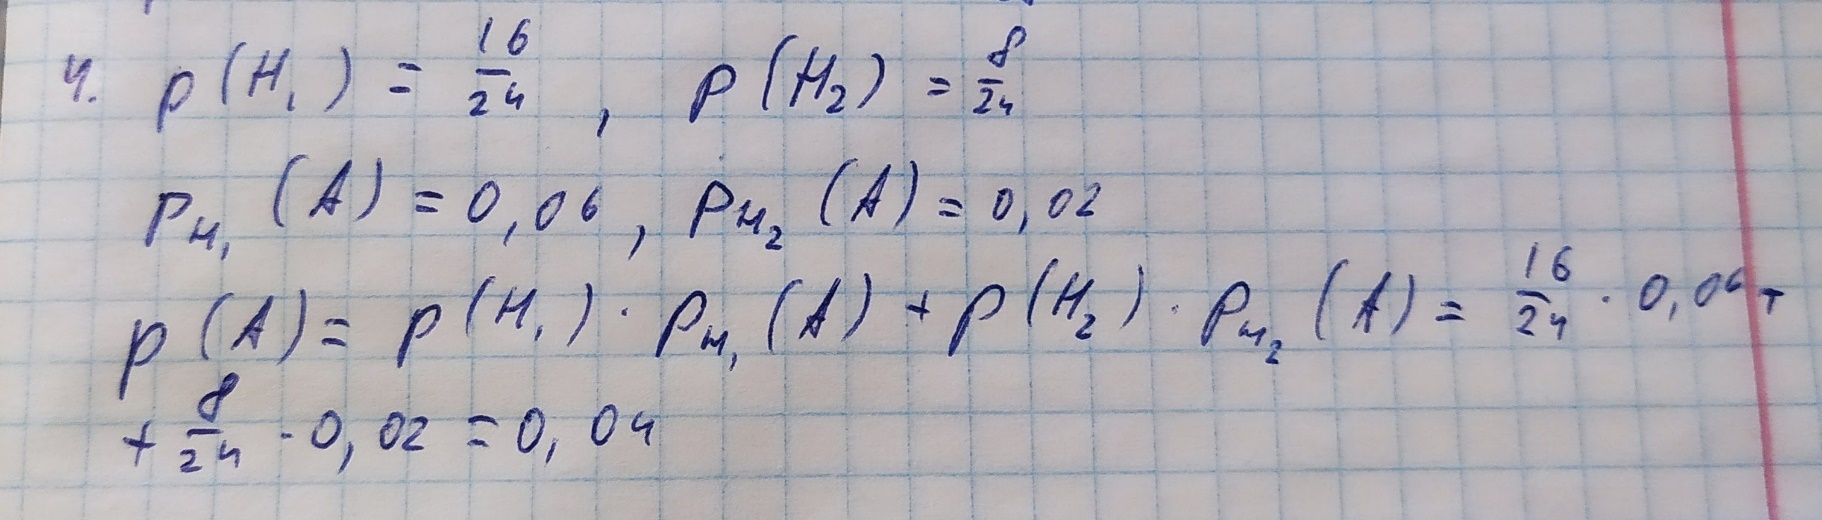 4. p(H₁) = 16/24, p(H₂) = 8/24
P_H₁(A) = 0,06, P_H₂(A) = 0,02
p(A) = p(H₁) · P_H₁(A) + p(H₂) · P_H₂(A) = 16/24 · 0,06 +
+ 8/24 · 0,02 = 0,04